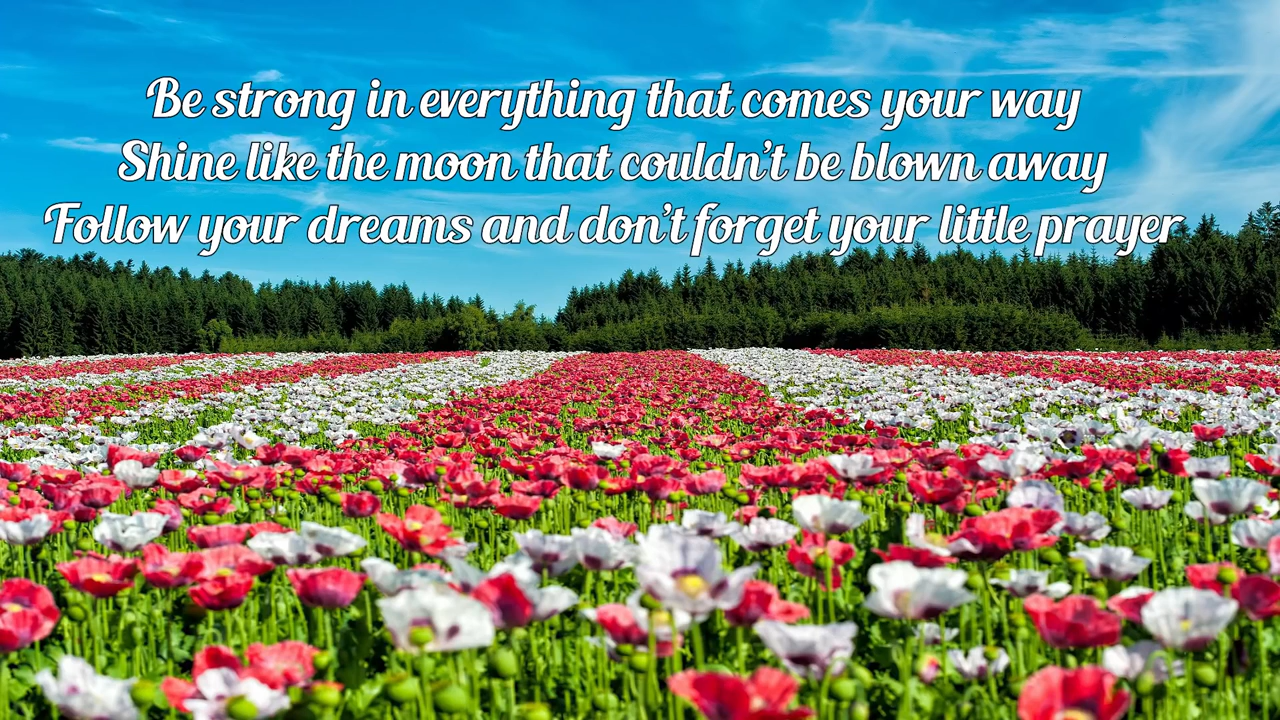 Be strong in everything that comes your way
Shine like the moon that couldn't be blown away
Follow your dreams and don't forget your little prayer